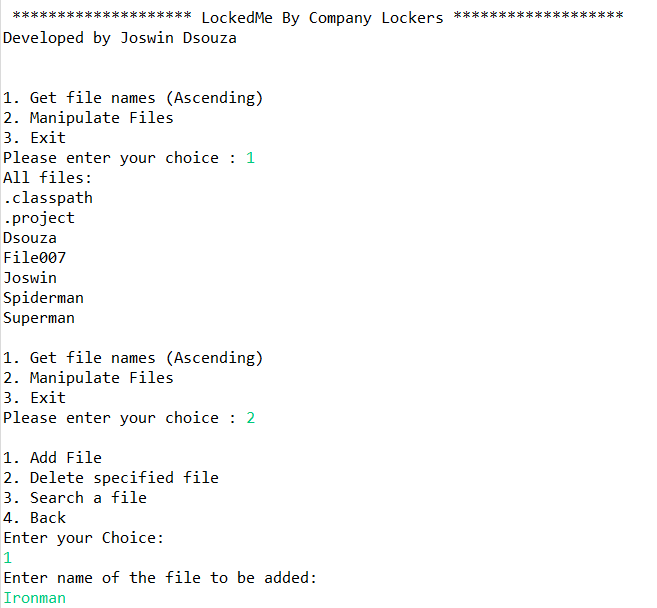 ******************** LockedMe By Company Lockers *******************
Developed by Joswin Dsouza
1. Get file names (Ascending)
2. Manipulate Files
3. Exit
Please enter your choice : 1
All files:
.classpath
.project
Dsouza
File007
Joswin
Spiderman
Superman
1. Get file names (Ascending)
2. Manipulate Files
3. Exit
Please enter your choice : 2
1. Add File
2. Delete specified file
3. Search a file
4. Back
Enter your Choice:
1
Enter name of the file to be added:
Ironman